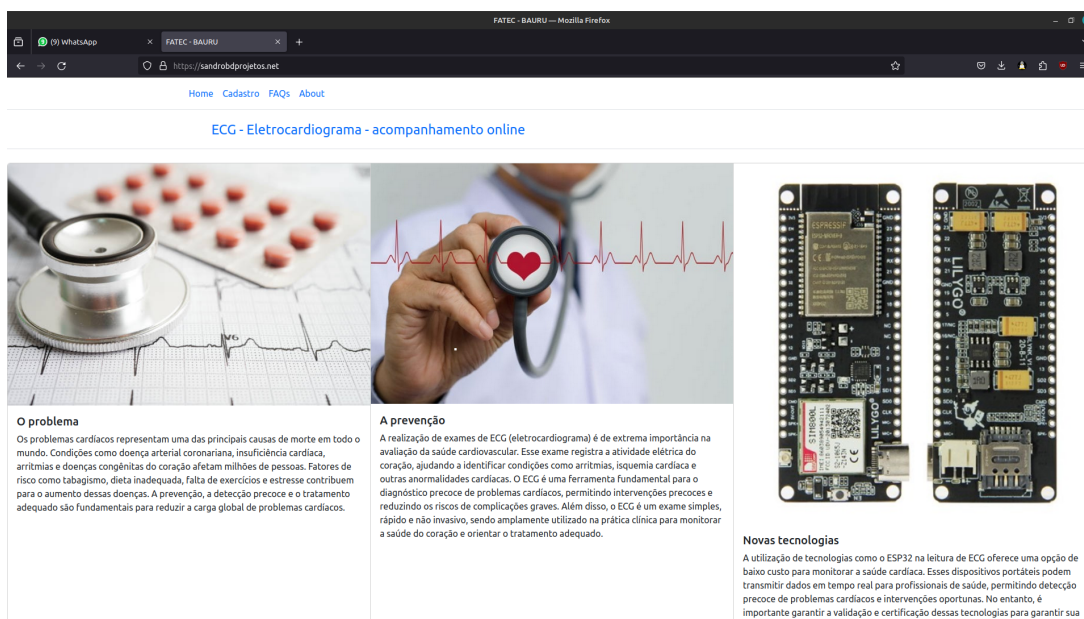 FATEC - BAURU — Mozilla Firefox
(9) WhatsApp
FATEC - BAURU
https://sandrobdprojetos.net
Home Cadastro FAQs About
ECG - Eletrocardiograma - acompanhamento online
V6
O problema
Os problemas cardíacos representam uma das principais causas de morte em todo o
mundo. Condições como doença arterial coronariana, insuficiência cardíaca,
arritmias e doenças congênitas do coração afetam milhões de pessoas. Fatores de
risco como tabagismo, dieta inadequada, falta de exercícios e estresse contribuem
para o aumento dessas doenças. A prevenção, a detecção precoce e o tratamento
adequado são fundamentais para reduzir a carga global de problemas cardíacos.
A prevenção
A realização de exames de ECG (eletrocardiograma) é de extrema importância na
avaliação da saúde cardiovascular. Esse exame registra a atividade elétrica do
coração, ajudando a identificar condições como arritmias, isquemia cardíaca e
outras anormalidades cardíacas. O ECG é uma ferramenta fundamental para o
diagnóstico precoce de problemas cardíacos, permitindo intervenções precoces e
reduzindo os riscos de complicações graves. Além disso, o ECG é um exame simples,
rápido e não invasivo, sendo amplamente utilizado na prática clínica para monitorar
a saúde do coração e orientar o tratamento adequado.
ESPRESSIF
SIM800L
LILYGO
LILYGO
Novas tecnologias
A utilização de tecnologias como o ESP32 na leitura de ECG oferece uma opção de
baixo custo para monitorar a saúde cardíaca. Esses dispositivos portáteis podem
transmitir dados em tempo real para profissionais de saúde, permitindo detecção
precoce de problemas cardíacos e intervenções oportunas. No entanto, é
importante garantir a validação e certificação dessas tecnologias para garantir sua